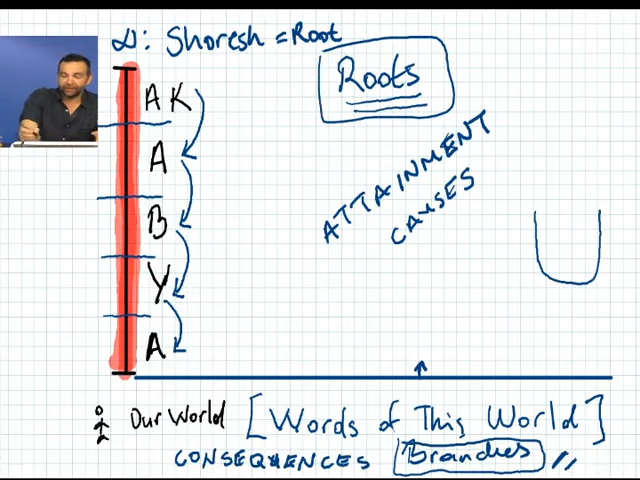 Shoresh = Root
Roots
AK
A
B
Y
A
ATTAINMENT
CAUSES
Our World [Words of This World]
CONSEQUENCES Branches